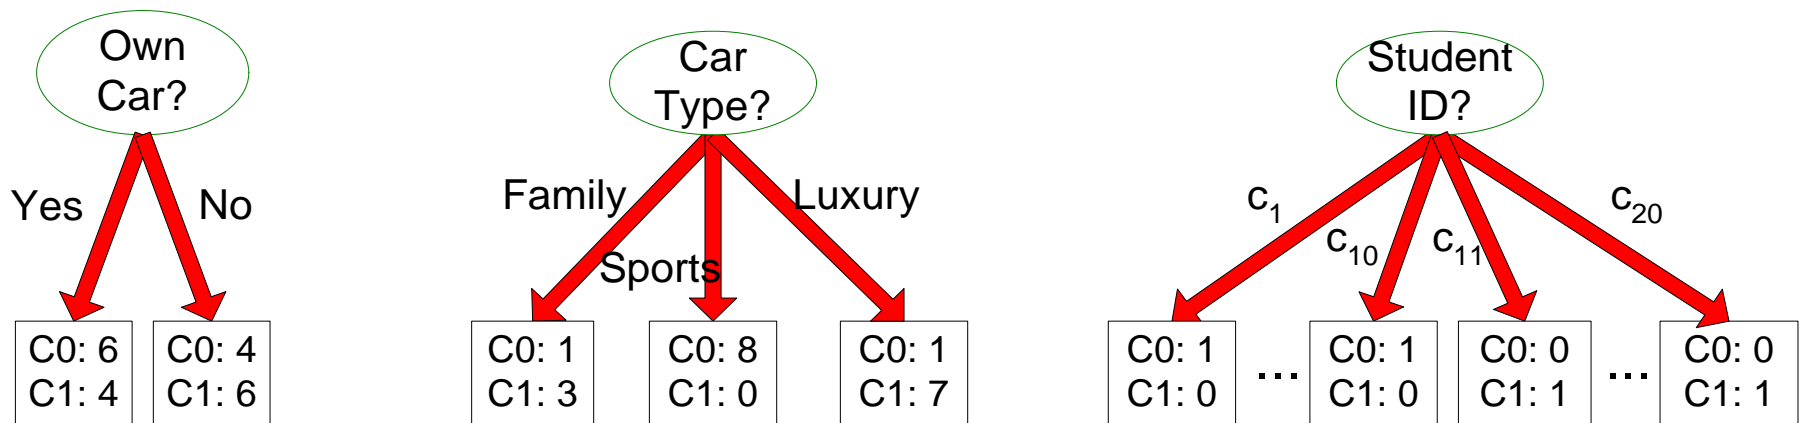 Own
Car?
Yes
No
C0: 6
C1: 4
C0: 4
C1: 6
Car
Type?
Family
Sports
Luxury
C0: 1
C1: 3
C0: 8
C1: 0
C0: 1
C1: 7
Student
ID?
c1
c10
c11
c20
C0: 1
C1: 0
...
C0: 1
C1: 0
C0: 0
C1: 1
...
C0: 0
C1: 1